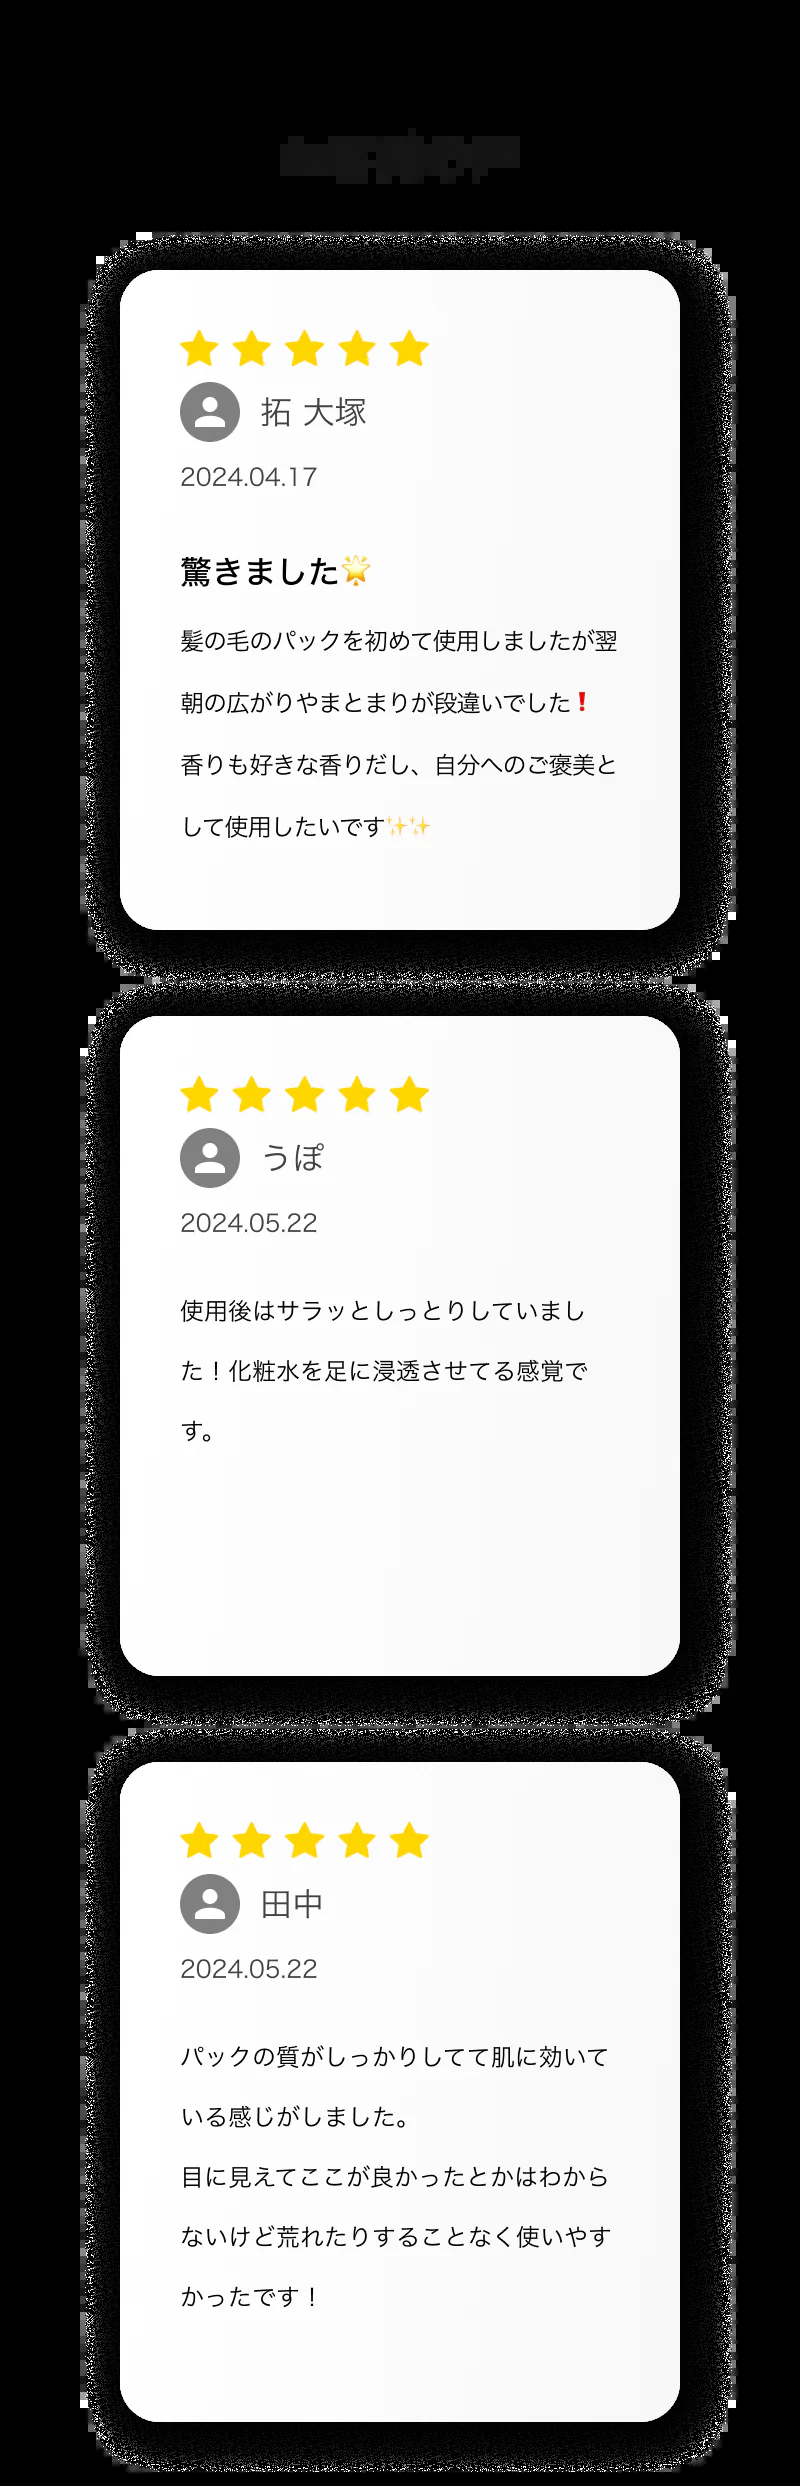 拓 大塚
2024.04.17
驚きました🌟
髪の毛のパックを初めて使用しましたが翌
朝の広がりやまとまりが段違いでした❗
香りも好きな香りだし、自分へのご褒美と
して使用したいです✨✨
うぽ
2024.05.22
使用後はサラッとしっとりしていまし
た！化粧水を足に浸透させてる感覚で
す。
田中
2024.05.22
パックの質がしっかりしてて肌に効いて
いる感じがしました。
目に見えてここが良かったとかはわから
ないけど荒れたりすることなく使いやす
かったです！